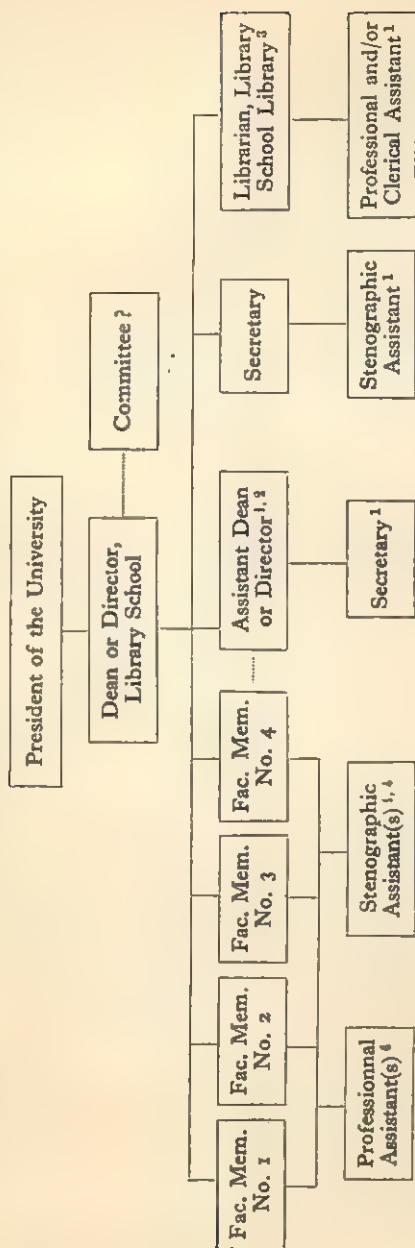 President of the University
Dean or Director,
Library School
Committee?
Fac. Mem.
No. 1
Fac. Mem.
No. 2
Fac. Mem.
No. 3
Fac. Mem.
No. 4
Assistant Dean
or Director 1, 2
Secretary
Librarian, Library
School Library 3
Professionnal
Assistant(s) 4
Stenographic
Assistant(s) 1, 4
Secretary 1
Stenographic
Assistant 1
Professional and/or
Clerical Assistant 1